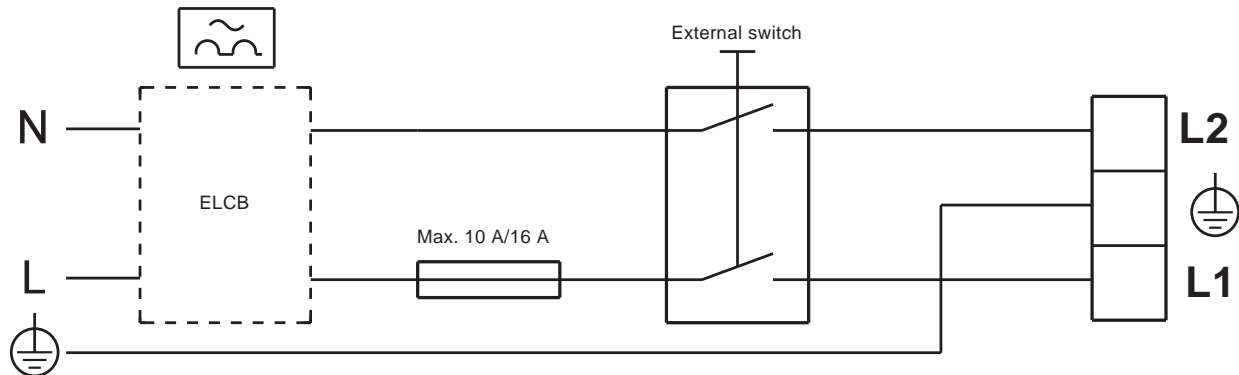 External switch
N
L2
ELCB
Max. 10 A/16 A
L
L1